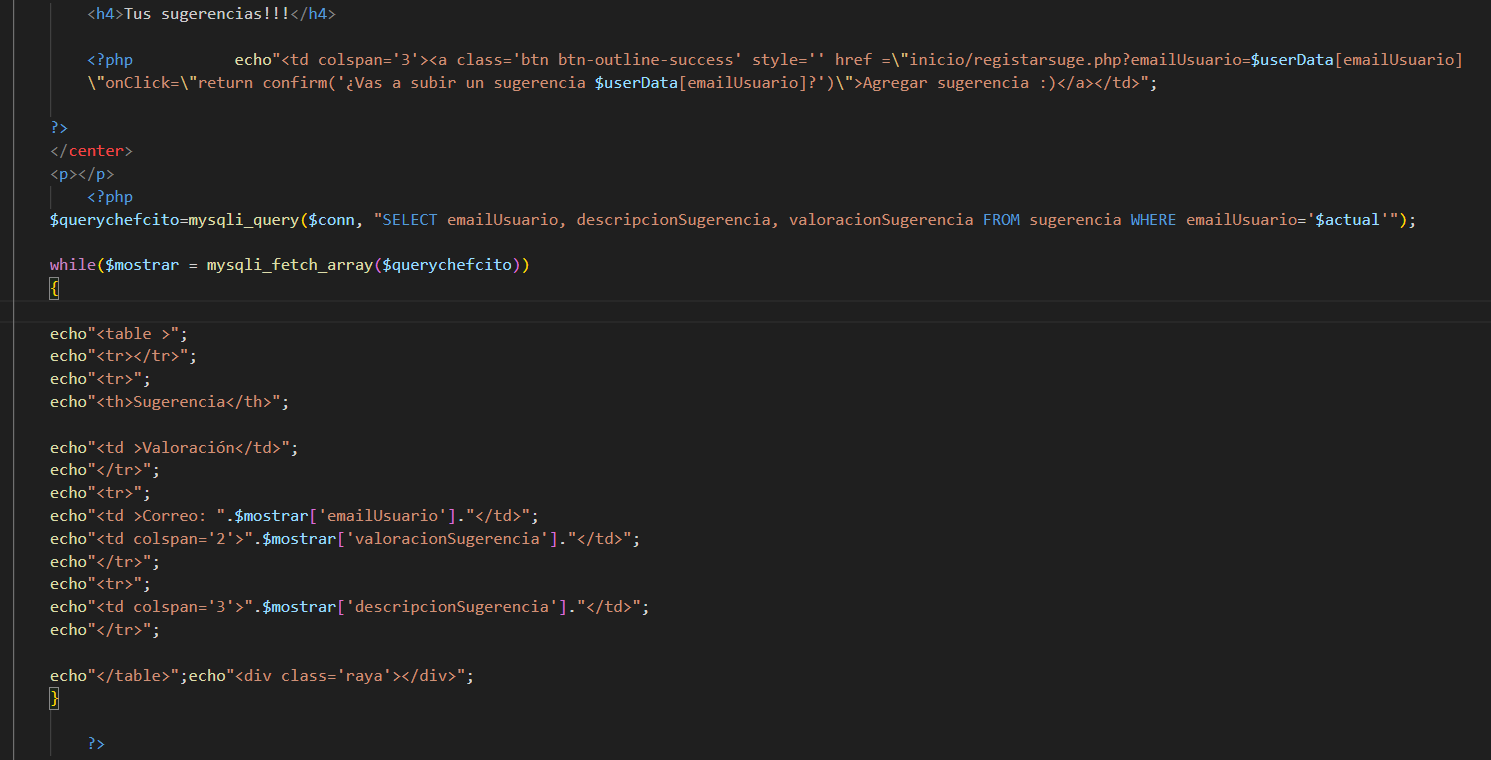 <h4>Tus sugerencias!!!</h4>
<?php           echo"<td colspan='3'><a class='btn btn-outline-success' style='' href =\"inicio/registarsuge.php?emailUsuario=$userData[emailUsuario]
\"onClick=\"return confirm('¿Vas a subir un sugerencia $userData[emailUsuario]?')\">Agregar sugerencia :)</a></td>";
?>
</center>
<p></p>
<?php
$querychefcito=mysqli_query($conn, "SELECT emailUsuario, descripcionSugerencia, valoracionSugerencia FROM sugerencia WHERE emailUsuario='$actual'");
while($mostrar = mysqli_fetch_array($querychefcito))
{
echo"<table >";
echo"<tr></tr>";
echo"<tr>";
echo"<th>Sugerencia</th>";
echo"<td >Valoración</td>";
echo"</tr>";
echo"<tr>";
echo"<td >Correo: ".$mostrar['emailUsuario']."</td>";
echo"<td colspan='2'>".$mostrar['valoracionSugerencia']."</td>";
echo"</tr>";
echo"<tr>";
echo"<td colspan='3'>".$mostrar['descripcionSugerencia']."</td>";
echo"</tr>";
echo"</table>";echo"<div class='raya'></div>";
}
?>